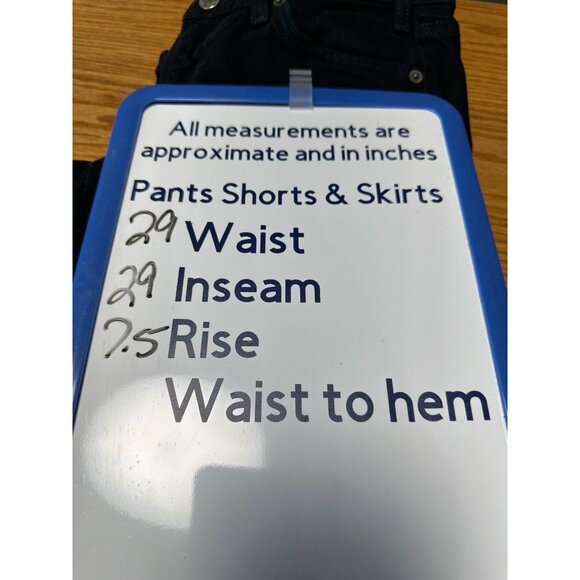 All measurements are
approximate and in inches
Pants Shorts & Skirts
29 Waist
29 Inseam
7.5 Rise
Waist to hem